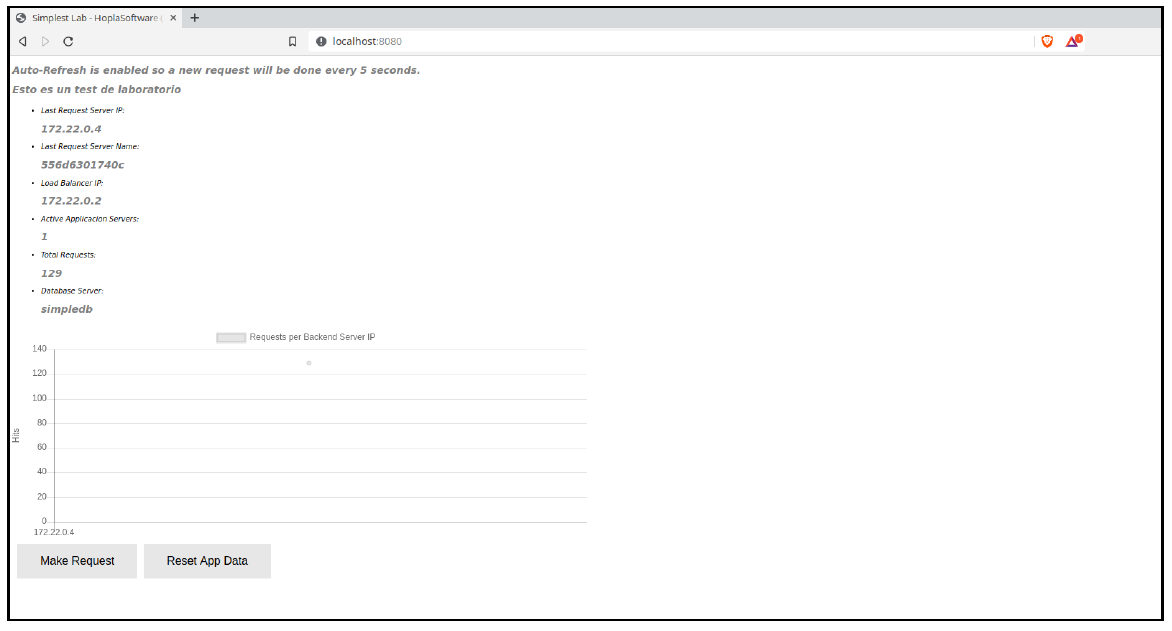 Simplest Lab - HoplaSoftware
localhost:8080
Auto-Refresh is enabled so a new request will be done every 5 seconds.
Esto es un test de laboratorio
Last Request Server IP:
172.22.0.4
Last Request Server Name:
556d6301740c
Load Balancer IP:
172.22.0.2
Active Applicacion Servers:
1
Total Requests:
129
Database Server:
simpledb
Requests per Backend Server IP
140
120
100
80
60
40
20
0
Hits
172.22.0.4
Make Request Reset App Data